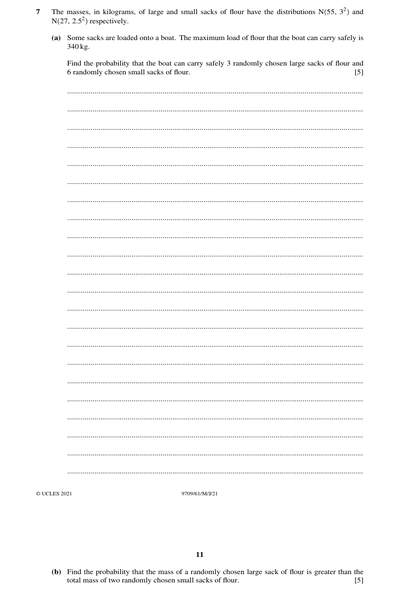 7 The masses, in kilograms, of large and small sacks of flour have the distributions N(55, 3²) and
N(27, 2.5²) respectively.
(a) Some sacks are loaded onto a boat. The maximum load of flour that the boat can carry safely is
340 kg.
Find the probability that the boat can carry safely 3 randomly chosen large sacks of flour and
6 randomly chosen small sacks of flour. [5]
© UCLES 2021 9709/61/M/J/21
11
(b) Find the probability that the mass of a randomly chosen large sack of flour is greater than the
total mass of two randomly chosen small sacks of flour. [5]